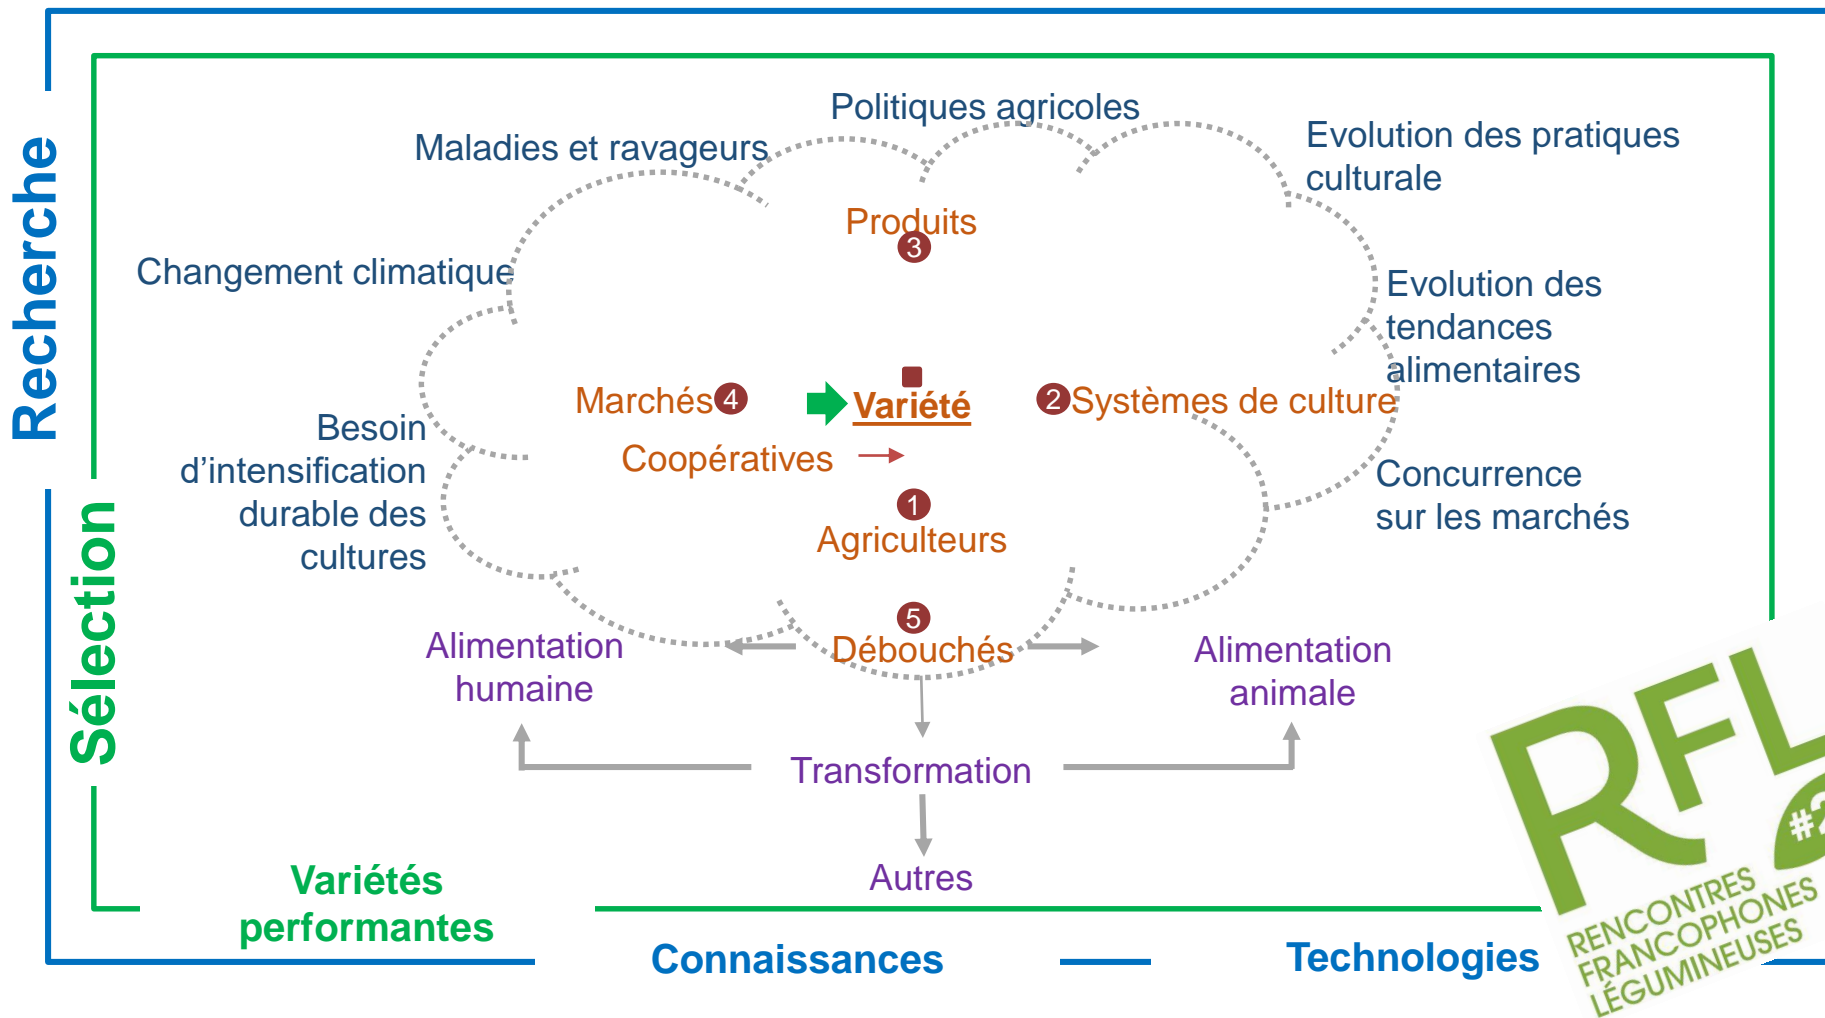 Recherche
Sélection
Politiques agricoles
Maladies et ravageurs
Evolution des pratiques
culturale
Produits
3
Changement climatique
Evolution des
tendances
alimentaires
Marchés 4
Variété
2 Systèmes de culture
Besoin
d’intensification
durable des
cultures
Coopératives
Concurrence
sur les marchés
1
Agriculteurs
5
Débouchés
Alimentation
humaine
Alimentation
animale
Transformation
Autres
Variétés
performantes
Connaissances
Technologies
RFL
#2
RENCONTRES
FRANCOPHONES
LÉGUMINEUSES